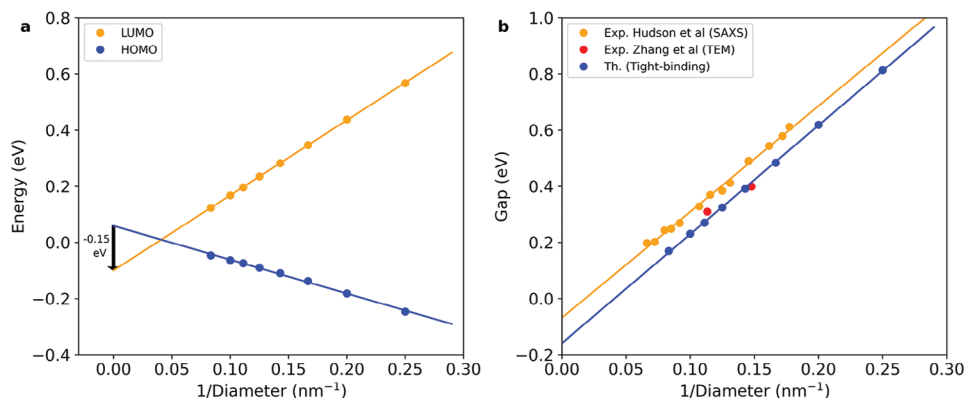 a
LUMO
HOMO
Energy (eV)
0.8
0.6
0.4
0.2
0.0
−0.2
−0.4
-0.15
eV
0.00 0.05 0.10 0.15 0.20 0.25 0.30
1/Diameter (nm⁻¹)
b
Exp. Hudson et al (SAXS)
Exp. Zhang et al (TEM)
Th. (Tight-binding)
Gap (eV)
1.0
0.8
0.6
0.4
0.2
0.0
−0.2
0.00 0.05 0.10 0.15 0.20 0.25 0.30
1/Diameter (nm⁻¹)